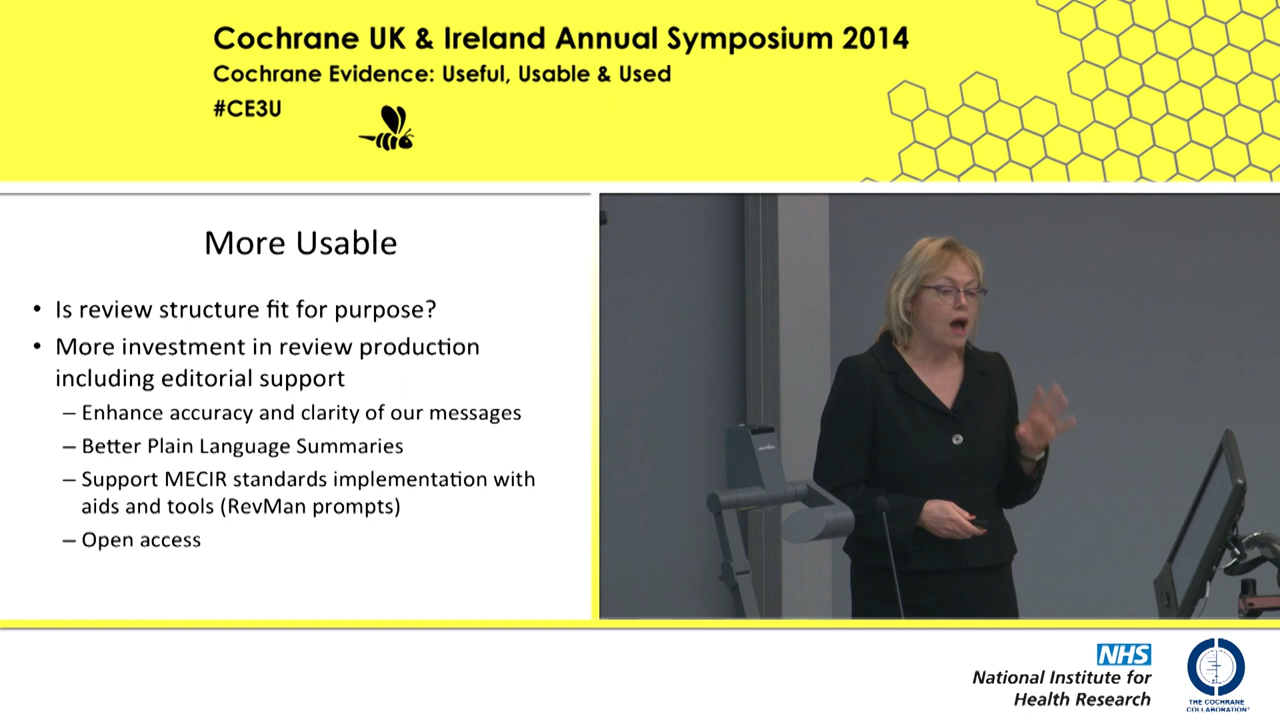 Cochrane UK & Ireland Annual Symposium 2014
Cochrane Evidence: Useful, Usable & Used
#CE3U
More Usable
• Is review structure fit for purpose?
• More investment in review production
including editorial support
– Enhance accuracy and clarity of our messages
– Better Plain Language Summaries
– Support MECIR standards implementation with
aids and tools (RevMan prompts)
– Open access
NHS
National Institute for
Health Research
THE COCHRANE
COLLABORATION®